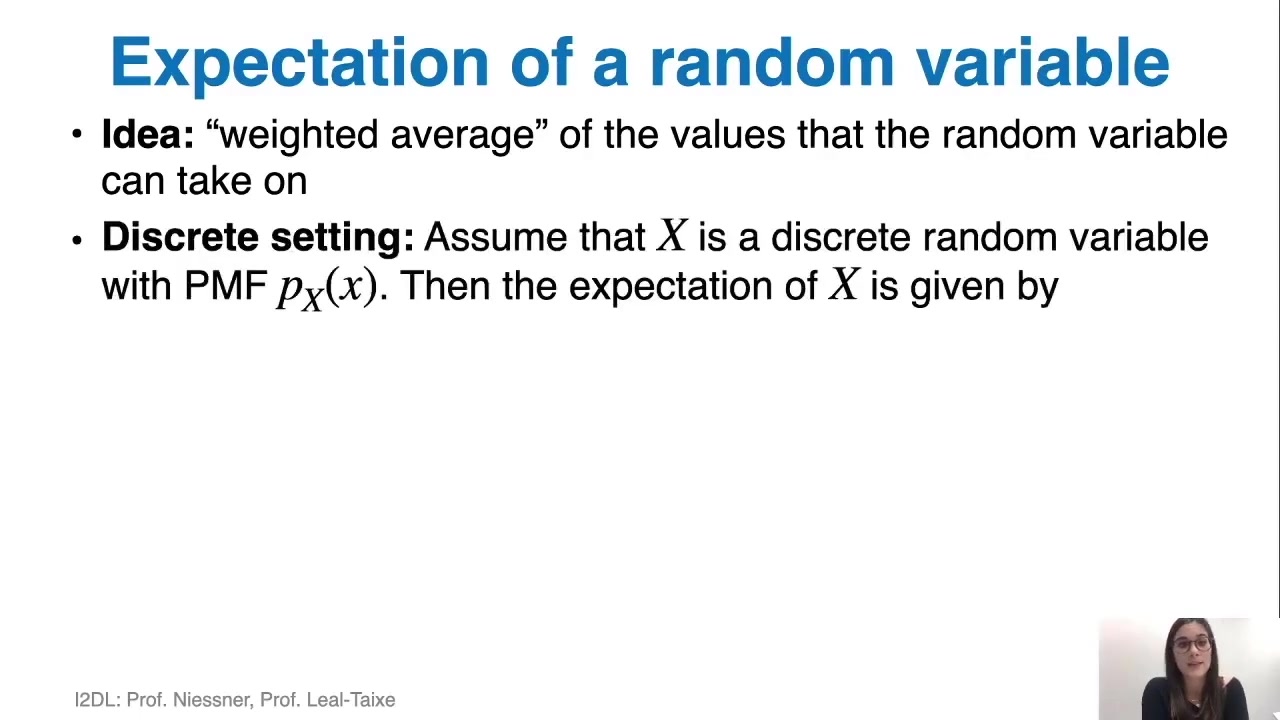 Expectation of a random variable
• Idea: “weighted average” of the values that the random variable
can take on
• Discrete setting: Assume that X is a discrete random variable
with PMF p_X(x). Then the expectation of X is given by
I2DL: Prof. Niessner, Prof. Leal-Taixe